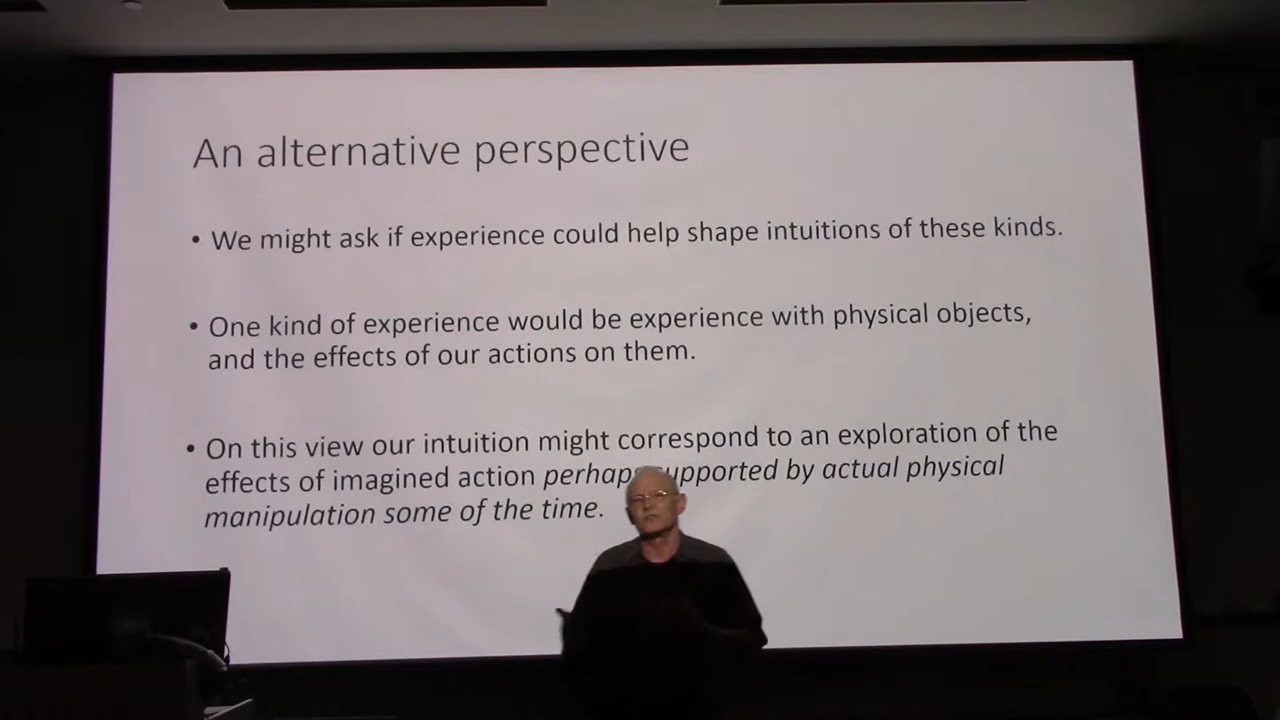 An alternative perspective
• We might ask if experience could help shape intuitions of these kinds.
• One kind of experience would be experience with physical objects,
and the effects of our actions on them.
• On this view our intuition might correspond to an exploration of the
effects of imagined action perhaps supported by actual physical
manipulation some of the time.